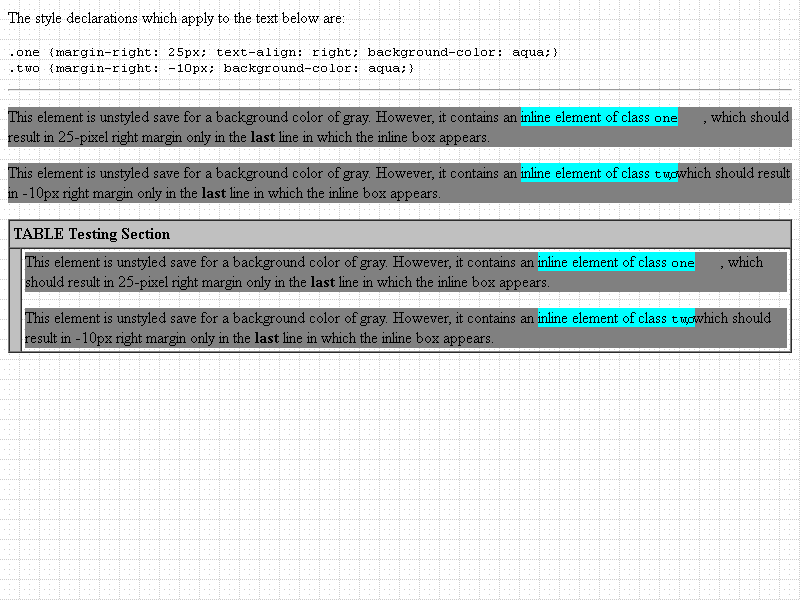 The style declarations which apply to the text below are:
.one {margin-right: 25px; text-align: right; background-color: aqua;}
.two {margin-right: -10px; background-color: aqua;}
This element is unstyled save for a background color of gray. However, it contains an inline element of class one , which should
result in 25-pixel right margin only in the last line in which the inline box appears.
This element is unstyled save for a background color of gray. However, it contains an inline element of class two, which should result
in -10px right margin only in the last line in which the inline box appears.
TABLE Testing Section
This element is unstyled save for a background color of gray. However, it contains an inline element of class one , which
should result in 25-pixel right margin only in the last line in which the inline box appears.
This element is unstyled save for a background color of gray. However, it contains an inline element of class two, which should
result in -10px right margin only in the last line in which the inline box appears.